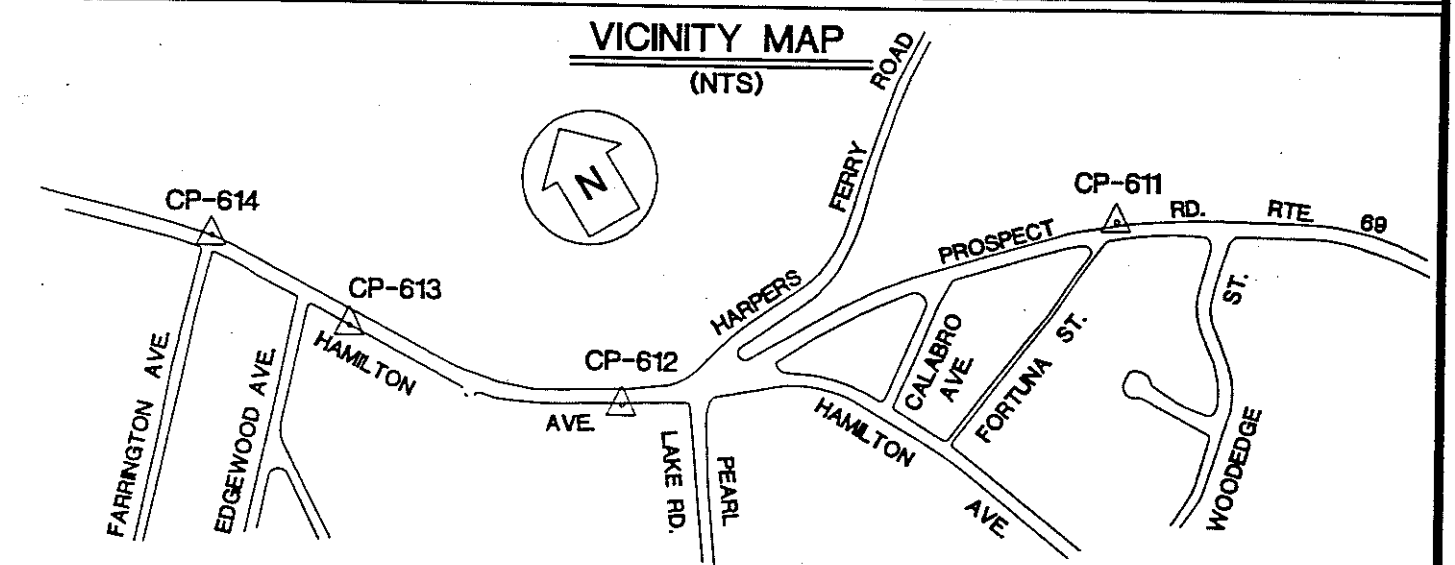 VICINITY MAP
(NTS)
N
HARPERS FERRY ROAD
CP-614
CP-613
CP-612
CP-611
PROSPECT RD. RTE. 69
HAMILTON AVE.
FARRINGTON AVE.
EDGEWOOD AVE.
LAKE RD.
PEARL
HAMILTON AVE.
CALABRO
AVE.
FORTUNA ST.
WOODEDGE ST.